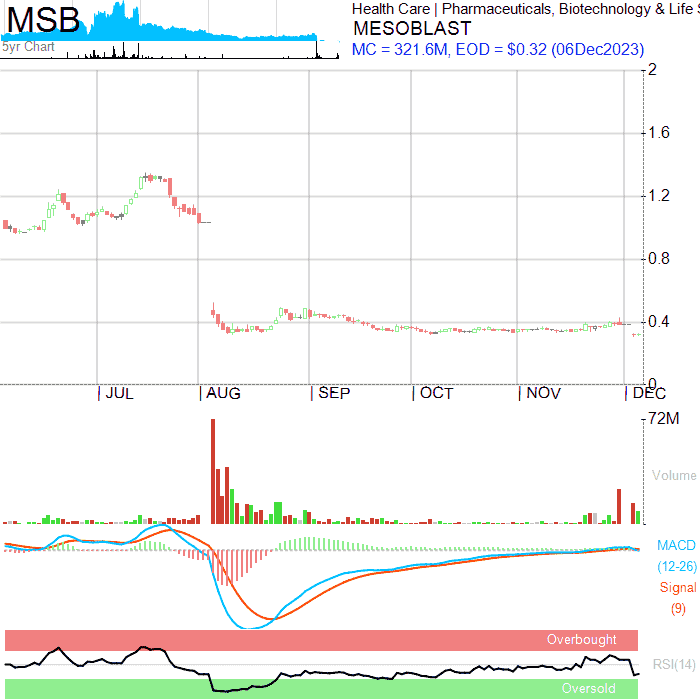 MSB
5yr Chart
Health Care | Pharmaceuticals, Biotechnology & Life S
MESOBLAST
MC = 321.6M, EOD = $0.32 (06Dec2023)
2
1.6
1.2
0.8
0.4
0
| JUL | AUG | SEP | OCT | NOV | DEC
72M
Volume
MACD
(12-26)
Signal
(9)
Overbought
RSI(14)
Oversold